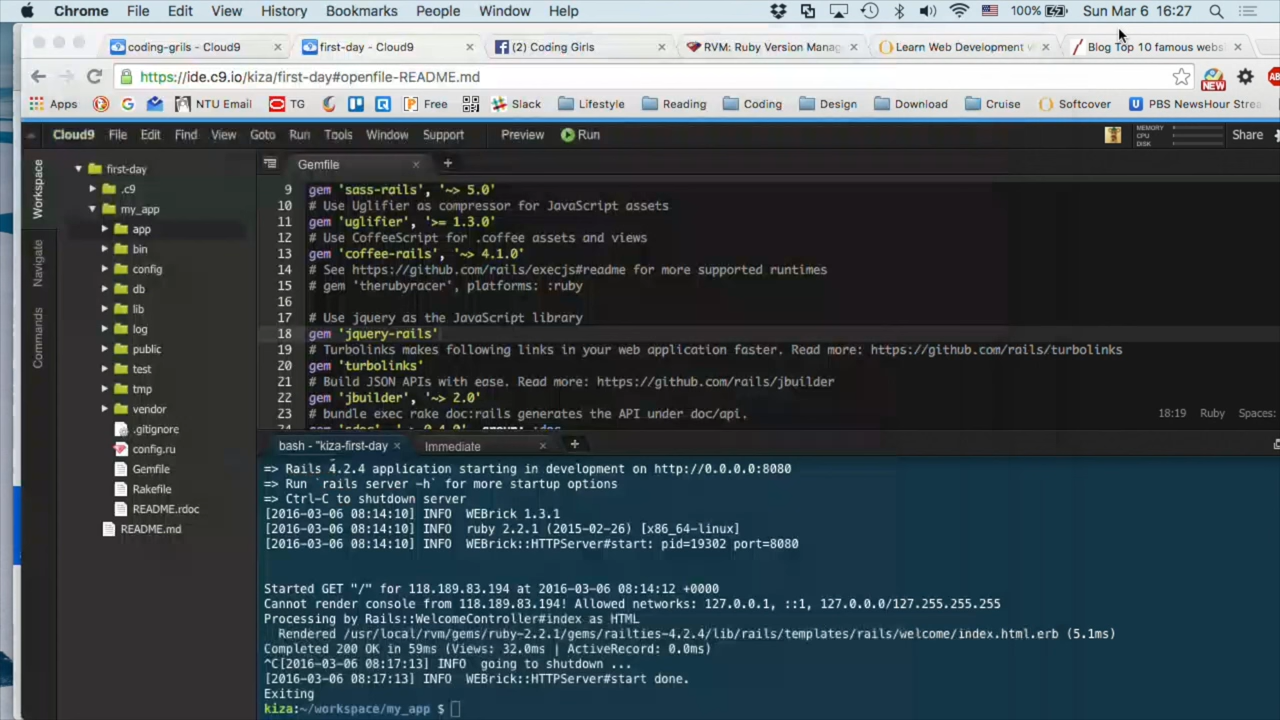 Chrome File Edit View History Bookmarks People Window Help 100% Sun Mar 6 16:27
coding-grils - Cloud9 × first-day - Cloud9 × (2) Coding Girls × RVM: Ruby Version Manag × Learn Web Development × Blog Top 10 famous webs ×
https://ide.c9.io/kiza/first-day#openfile-README.md
Apps NTU Email TG Free Slack Lifestyle Reading Coding Design Download Cruise Softcover PBS NewsHour Strea
Cloud9 File Edit Find View Goto Run Tools Window Support Preview Run MEMORY CPU DISK Share
Workspace
Navigate
Commands
first-day
.c9
my_app
app
bin
config
db
lib
log
public
test
tmp
vendor
.gitignore
config.ru
Gemfile
Rakefile
README.rdoc
README.md
Gemfile × +
9 gem 'sass-rails', '~> 5.0'
10 # Use Uglifier as compressor for JavaScript assets
11 gem 'uglifier', '>= 1.3.0'
12 # Use CoffeeScript for .coffee assets and views
13 gem 'coffee-rails', '~> 4.1.0'
14 # See https://github.com/rails/execjs#readme for more supported runtimes
15 # gem 'therubyracer', platforms: :ruby
16
17 # Use jquery as the JavaScript library
18 gem 'jquery-rails'
19 # Turbolinks makes following links in your web application faster. Read more: https://github.com/rails/turbolinks
20 gem 'turbolinks'
21 # Build JSON APIs with ease. Read more: https://github.com/rails/jbuilder
22 gem 'jbuilder', '~> 2.0'
23 # bundle exec rake doc:rails generates the API under doc/api.
18:19 Ruby Spaces:
bash - "kiza-first-day × Immediate × +
=> Rails 4.2.4 application starting in development on http://0.0.0.0:8080
=> Run `rails server -h` for more startup options
=> Ctrl-C to shutdown server
[2016-03-06 08:14:10] INFO WEBrick 1.3.1
[2016-03-06 08:14:10] INFO ruby 2.2.1 (2015-02-26) [x86_64-linux]
[2016-03-06 08:14:10] INFO WEBrick::HTTPServer#start: pid=19302 port=8080
Started GET "/" for 118.189.83.194 at 2016-03-06 08:14:12 +0000
Cannot render console from 118.189.83.194! Allowed networks: 127.0.0.1, ::1, 127.0.0.0/127.255.255.255
Processing by Rails::WelcomeController#index as HTML
Rendered /usr/local/rvm/gems/ruby-2.2.1/gems/railties-4.2.4/lib/rails/templates/rails/welcome/index.html.erb (5.1ms)
Completed 200 OK in 59ms (Views: 32.0ms | ActiveRecord: 0.0ms)
^C[2016-03-06 08:17:13] INFO going to shutdown ...
[2016-03-06 08:17:13] INFO WEBrick::HTTPServer#start done.
Exiting
kiza:~/workspace/my_app $